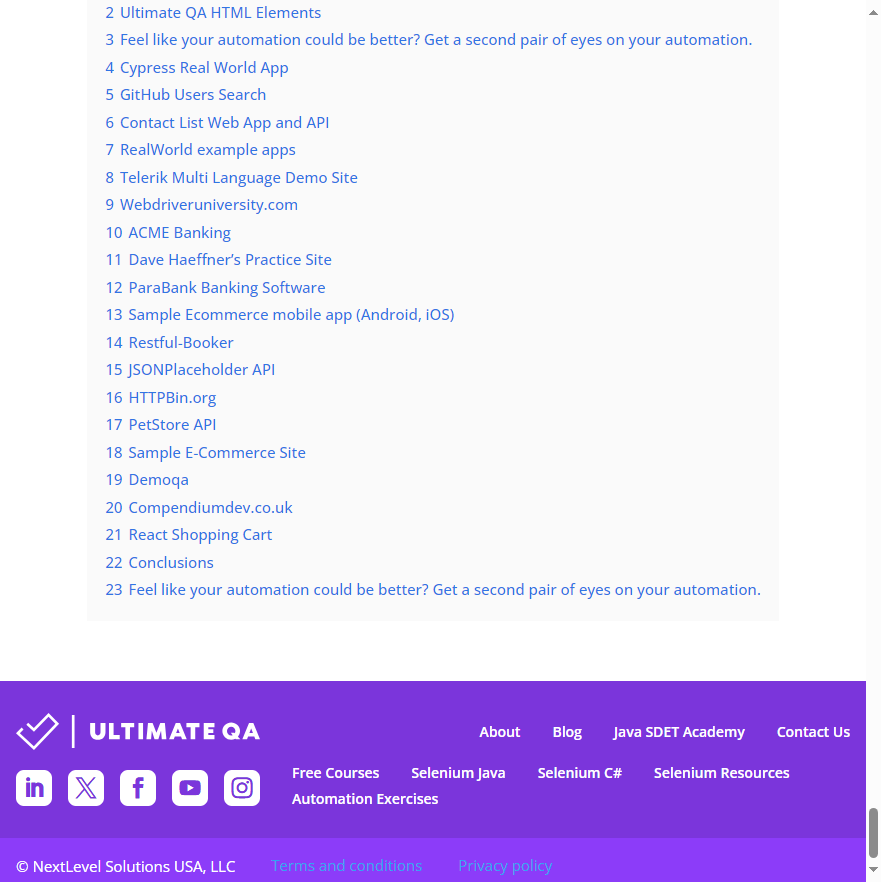 2 Ultimate QA HTML Elements
3 Feel like your automation could be better? Get a second pair of eyes on your automation.
4 Cypress Real World App
5 GitHub Users Search
6 Contact List Web App and API
7 RealWorld example apps
8 Telerik Multi Language Demo Site
9 Webdriveruniversity.com
10 ACME Banking
11 Dave Haeffner’s Practice Site
12 ParaBank Banking Software
13 Sample Ecommerce mobile app (Android, iOS)
14 Restful-Booker
15 JSONPlaceholder API
16 HTTPBin.org
17 PetStore API
18 Sample E-Commerce Site
19 Demoqa
20 Compendiumdev.co.uk
21 React Shopping Cart
22 Conclusions
23 Feel like your automation could be better? Get a second pair of eyes on your automation.
ULTIMATE QA
About Blog Java SDET Academy Contact Us
Free Courses Selenium Java Selenium C# Selenium Resources
Automation Exercises
© NextLevel Solutions USA, LLC Terms and conditions Privacy policy